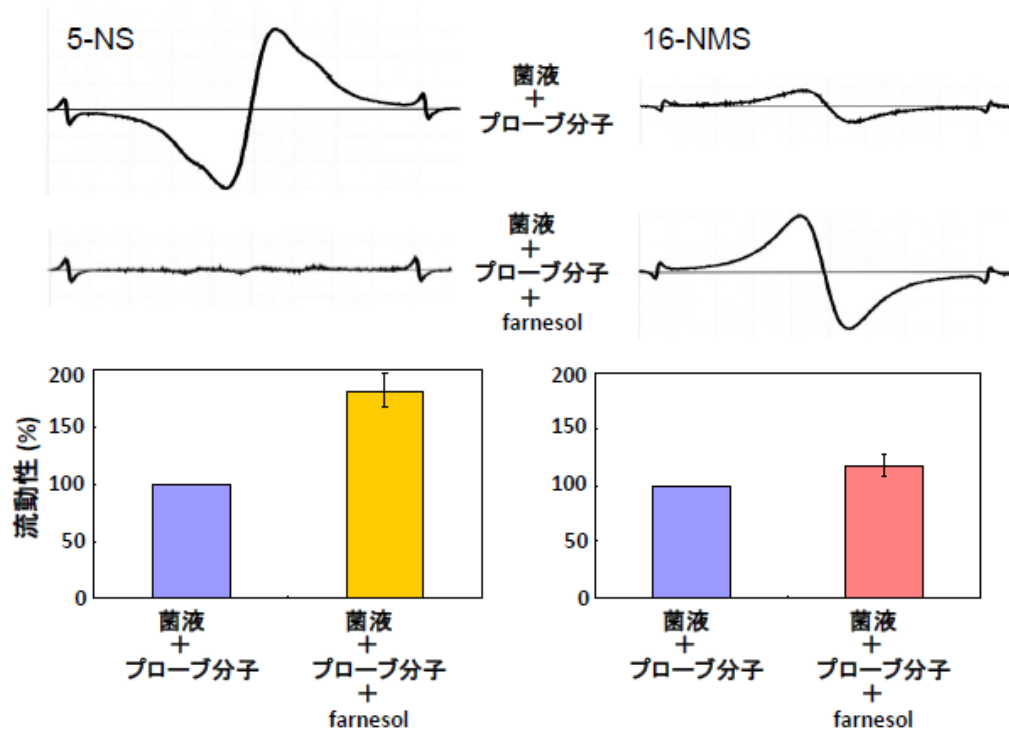 5-NS
16-NMS
菌液
+
プローブ分子
菌液
+
プローブ分子
+
farnesol
流動性 (%)
200
150
100
50
0
菌液
+
プローブ分子
菌液
+
プローブ分子
+
farnesol
200
150
100
50
0
菌液
+
プローブ分子
菌液
+
プローブ分子
+
farnesol